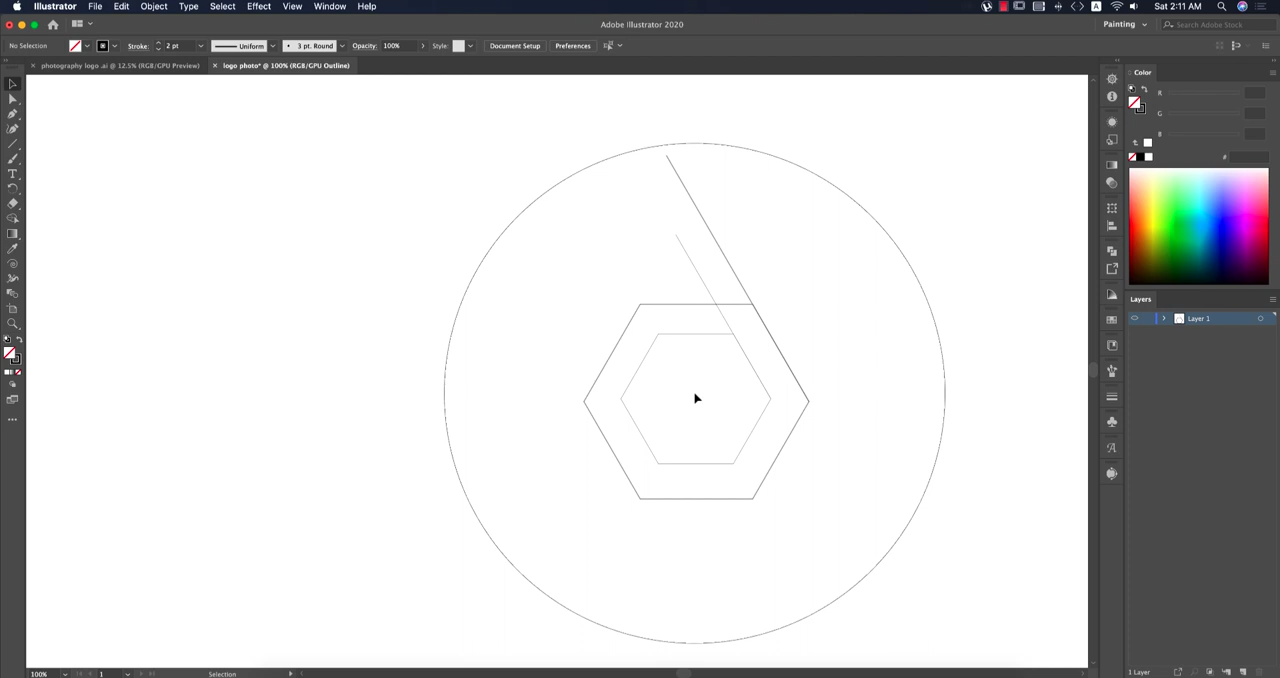 Illustrator File Edit Object Type Select Effect View Window Help A Sat 2:11 AM
Adobe Illustrator 2020 Painting Search Adobe Stock
No Selection Stroke: 2 pt Uniform 3 pt. Round Opacity: 100% Style: Document Setup Preferences
× photography logo .ai @ 12.5% (RGB/GPU Preview) × logo photo* @ 100% (RGB/GPU Outline)
Color
R
G
B
#
Layers
Layer 1
1 Layer
100% 1 Selection